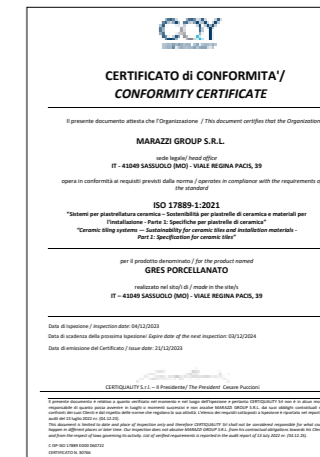 CQY
CERTIQUALITY
CERTIFICATO di CONFORMITA'/
CONFORMITY CERTIFICATE
Il presente documento attesta che l'Organizzazione / This document certifies that the Organization
MARAZZI GROUP S.R.L.
sede legale/ head office
IT - 41049 SASSUOLO (MO) - VIALE REGINA PACIS, 39
opera in conformità ai requisiti previsti dalla norma / operates in compliance with the requirements o
the standard
ISO 17889-1:2021
"Sistemi per piastrellatura ceramica – Sostenibilità per piastrelle di ceramica e materiali per
l'installazione - Parte 1: Specifiche per piastrelle di ceramica"
"Ceramic tiling systems — Sustainability for ceramic tiles and installation materials -
Part 1: Specification for ceramic tiles"
per il prodotto denominato / for the product named
GRES PORCELLANATO
realizzato nel sito/i di / made in the site/s
IT – 41049 SASSUOLO (MO) - VIALE REGINA PACIS, 39
Data di ispezione / Inspection date: 04/12/2023
Data di scadenza della prossima ispezione/ Expire date of the next inspection: 03/12/2024
Data di emissione del Certificato / Issue date: 21/12/2023
CERTIQUALITY S.r.l. – Il Presidente/ The President Cesare Puccioni